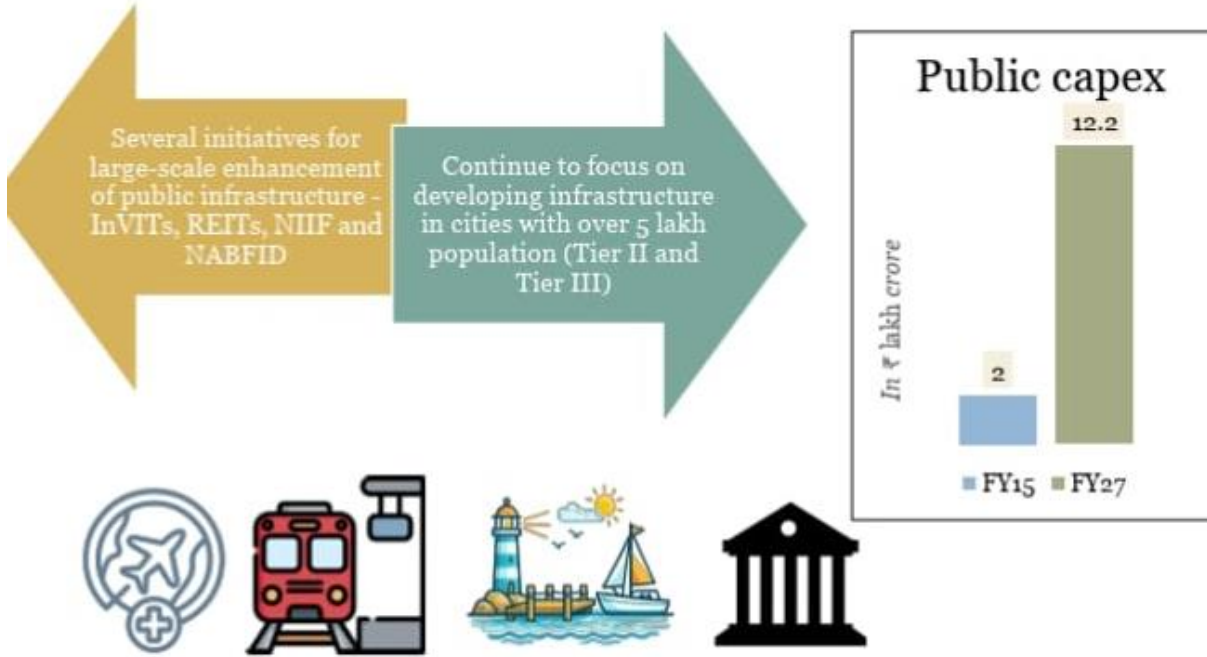 Several initiatives for
large-scale enhancement
of public infrastructure -
InVITs, REITs, NIIF and
NABFID
Continue to focus on
developing infrastructure
in cities with over 5 lakh
population (Tier II and
Tier III)
Public capex
12.2
2
In ₹ lakh crore
FY15 FY27